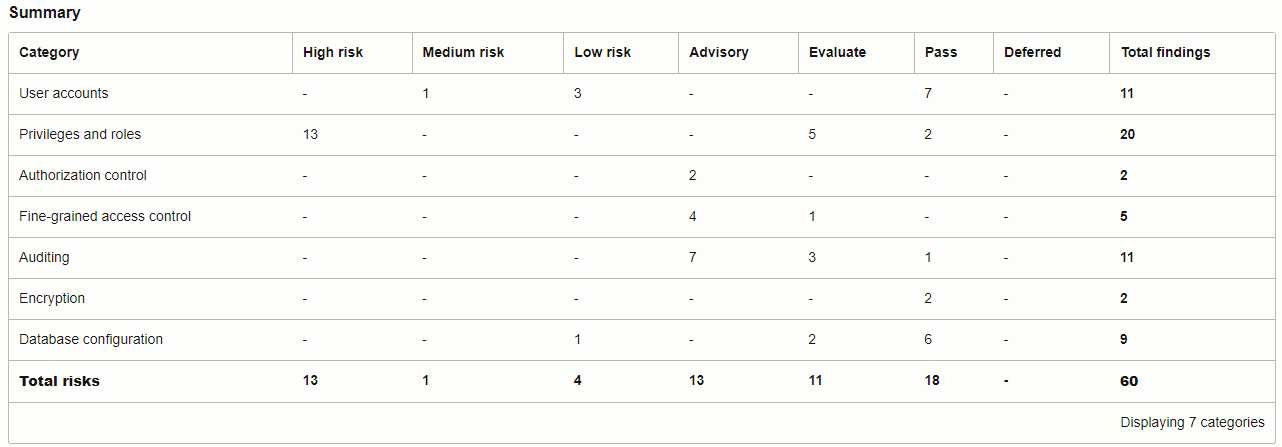 Summary
Category High risk Medium risk Low risk Advisory Evaluate Pass Deferred Total findings
User accounts - 1 3 - - 7 - 11
Privileges and roles 13 - - - 5 2 - 20
Authorization control - - - 2 - - - 2
Fine-grained access control - - - 4 1 - - 5
Auditing - - - 7 3 1 - 11
Encryption - - - - - 2 - 2
Database configuration - - 1 - 2 6 - 9
Total risks 13 1 4 13 11 18 - 60
Displaying 7 categories